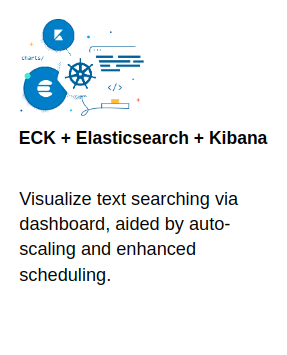 charts/
</>
ECK + Elasticsearch + Kibana
Visualize text searching via
dashboard, aided by auto-
scaling and enhanced
scheduling.